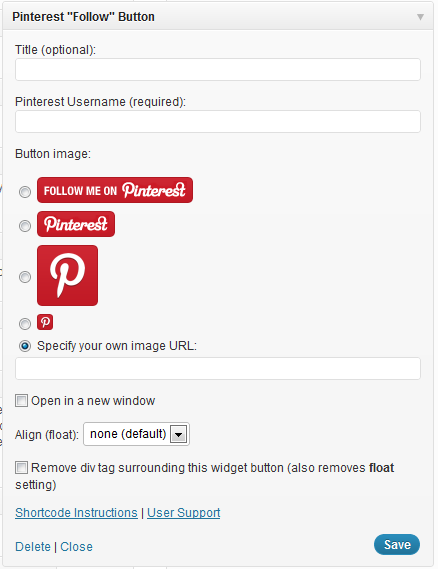 Pinterest "Follow" Button
Title (optional):
Pinterest Username (required):
Button image:
FOLLOW ME ON Pinterest
Pinterest
Specify your own image URL:
Open in a new window
Align (float): none (default)
Remove div tag surrounding this widget button (also removes float
setting)
Shortcode Instructions | User Support
Delete | Close
Save